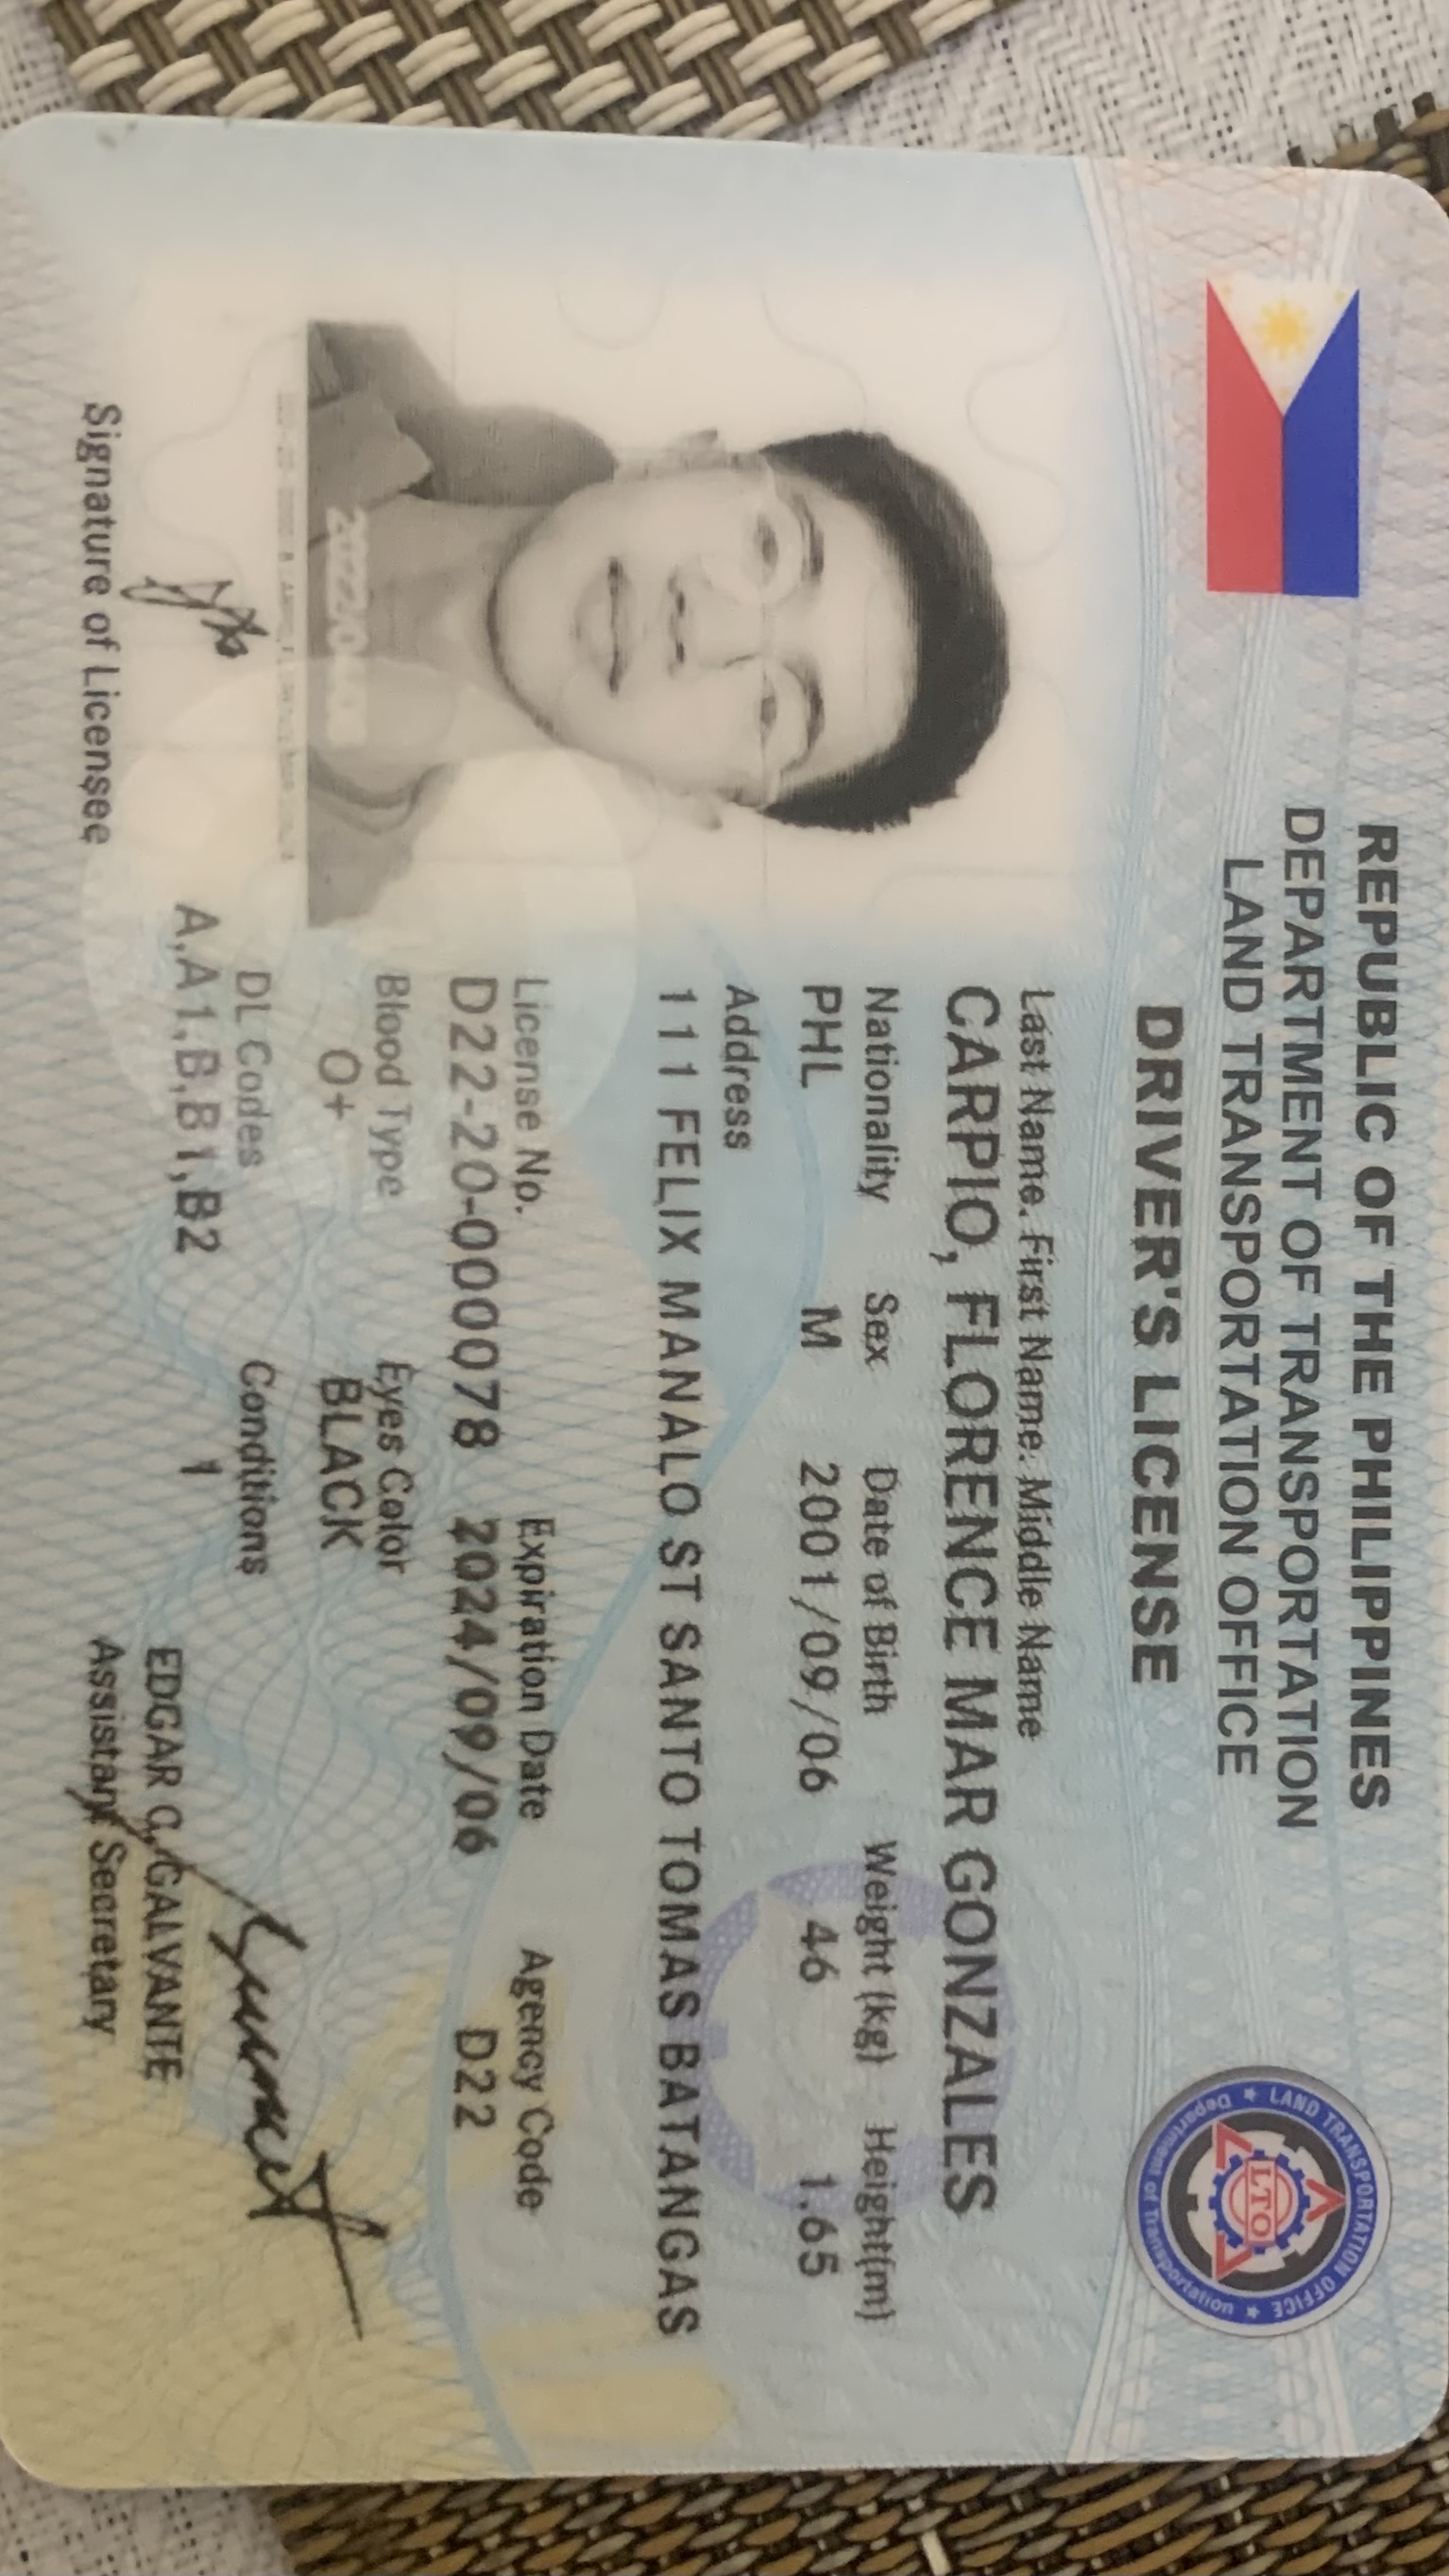 REPUBLIC OF THE PHILIPPINES
DEPARTMENT OF TRANSPORTATION
LAND TRANSPORTATION OFFICE
DRIVER'S LICENSE
LAND TRANSPORTATION OFFICE ★ Department of Transportation ★
LTO
Last Name. First Name. Middle Name
CARPIO, FLORENCE MAR GONZALES
Nationality Sex Date of Birth Weight (kg) Height(m)
PHL M 2001/09/06 46 1.65
Address
111 FELIX MANALO ST SANTO TOMAS BATANGAS
License No. Expiration Date Agency Code
D22-20-000078 2024/09/06 D22
Blood Type Eyes Color
O+ BLACK
DL Codes Conditions
A,A1,B,B1,B2 1
Signature of Licensee
EDGAR C. GALVANTE
Assistant Secretary